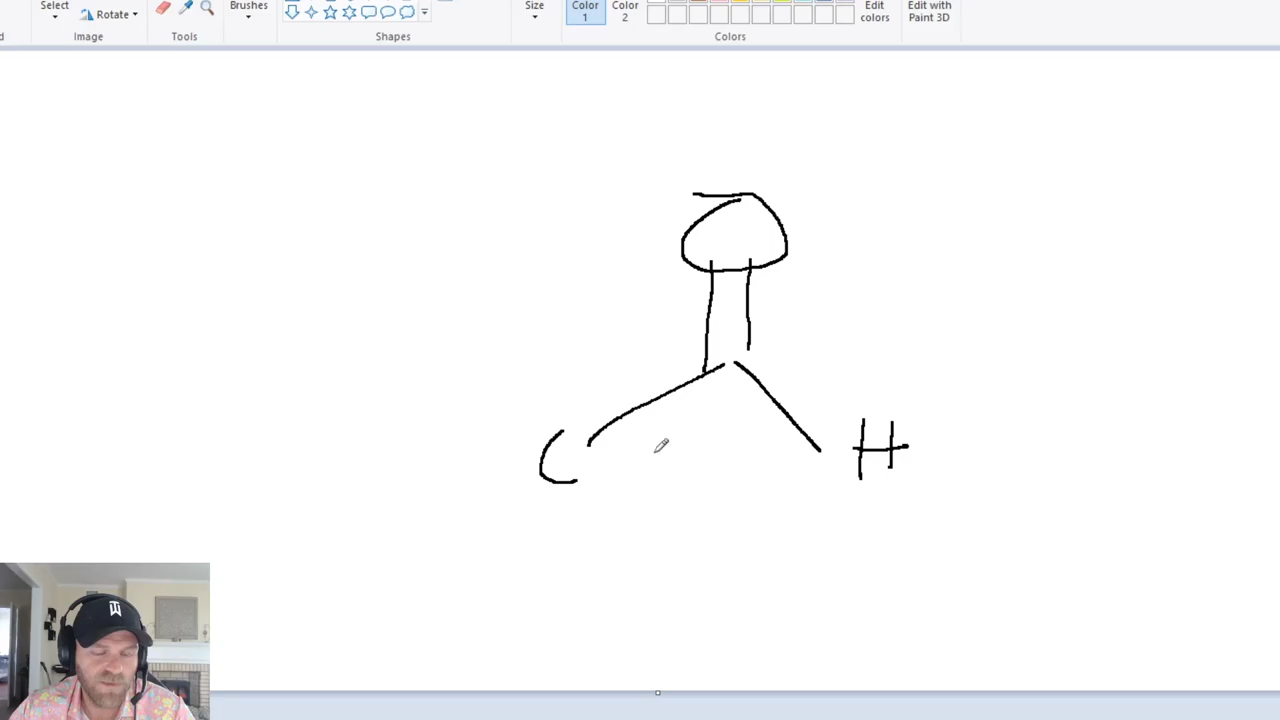 Select
Brushes
Size
Color
1
Color
2
Edit
colors
Edit with
Paint 3D
Rotate
d
Image
Tools
Shapes
Colors
O
C
H
W